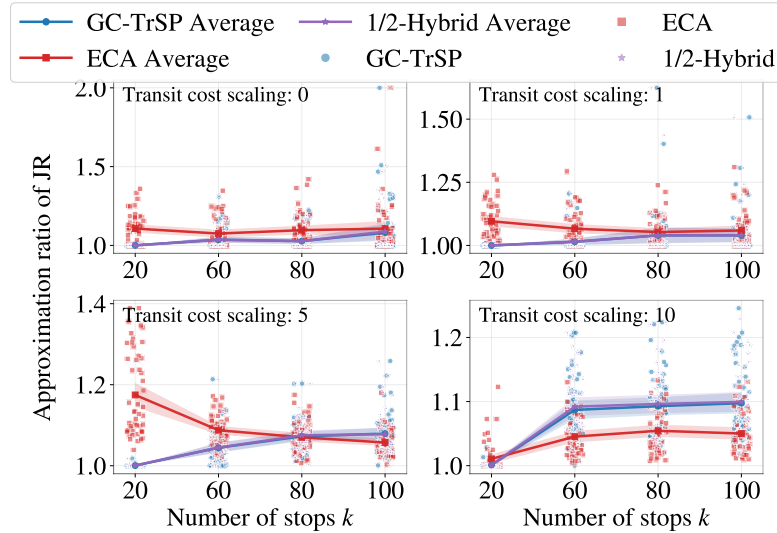 GC-TrSP Average 1/2-Hybrid Average ECA
ECA Average GC-TrSP 1/2-Hybrid
Approximation ratio of JR
Transit cost scaling: 0
2.0
1.5
1.0
20 60 80 100
Transit cost scaling: 1
1.50
1.25
1.00
20 60 80 100
Transit cost scaling: 5
1.4
1.2
1.0
20 60 80 100
Number of stops k
Transit cost scaling: 10
1.2
1.1
1.0
20 60 80 100
Number of stops k